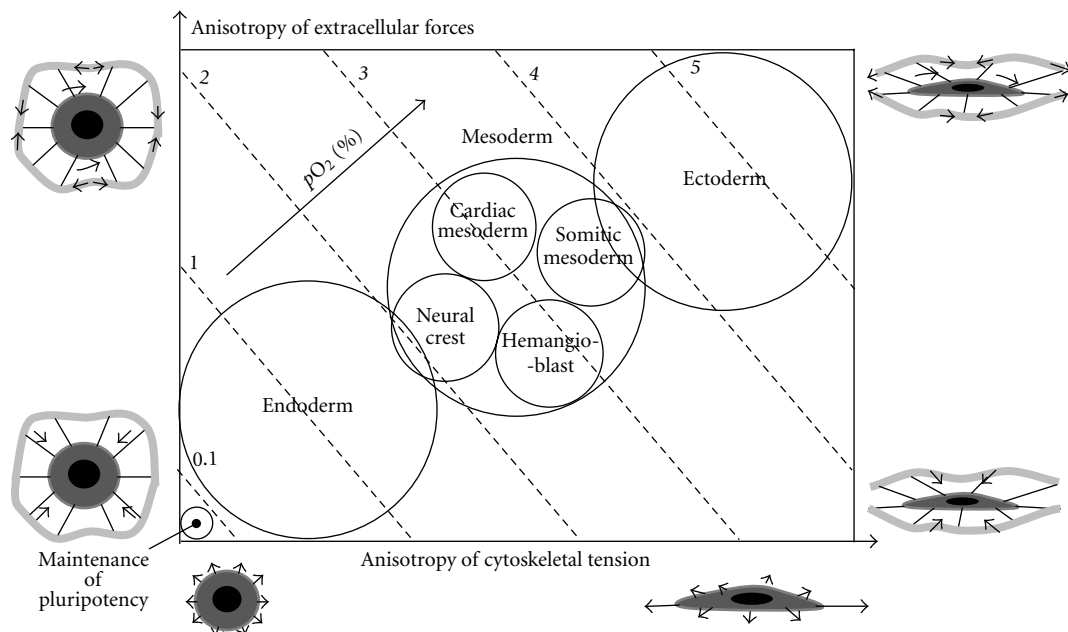 Anisotropy of extracellular forces
2
3
4
5
pO₂ (%)
Mesoderm
Ectoderm
Cardiac
mesoderm
Somitic
mesoderm
1
Neural
crest
Hemangio-
-blast
Endoderm
0.1
Maintenance
of
pluripotency
Anisotropy of cytoskeletal tension